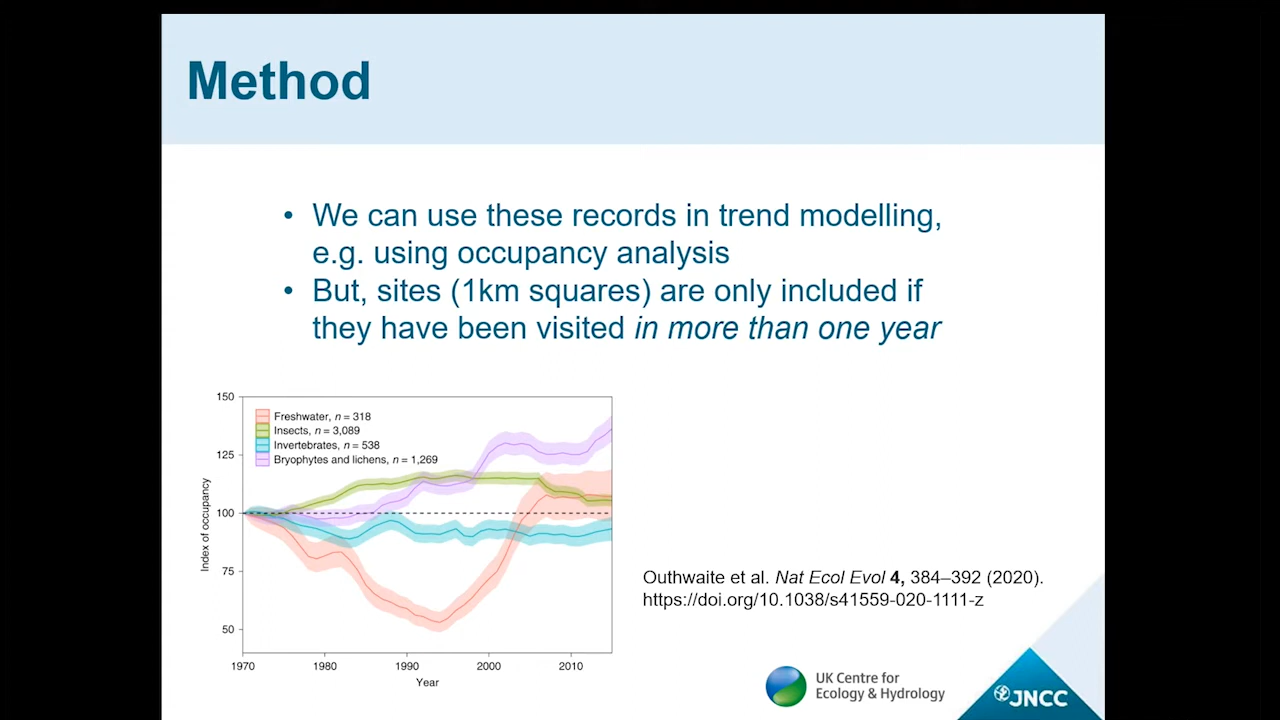 Method
• We can use these records in trend modelling,
e.g. using occupancy analysis
• But, sites (1km squares) are only included if
they have been visited in more than one year
150
125
100
75
50
Index of occupancy
Freshwater, n = 318
Insects, n = 3,089
Invertebrates, n = 538
Bryophytes and lichens, n = 1,269
1970 1980 1990 2000 2010
Year
Outhwaite et al. Nat Ecol Evol 4, 384–392 (2020).
https://doi.org/10.1038/s41559-020-1111-z
UK Centre for
Ecology & Hydrology
JNCC